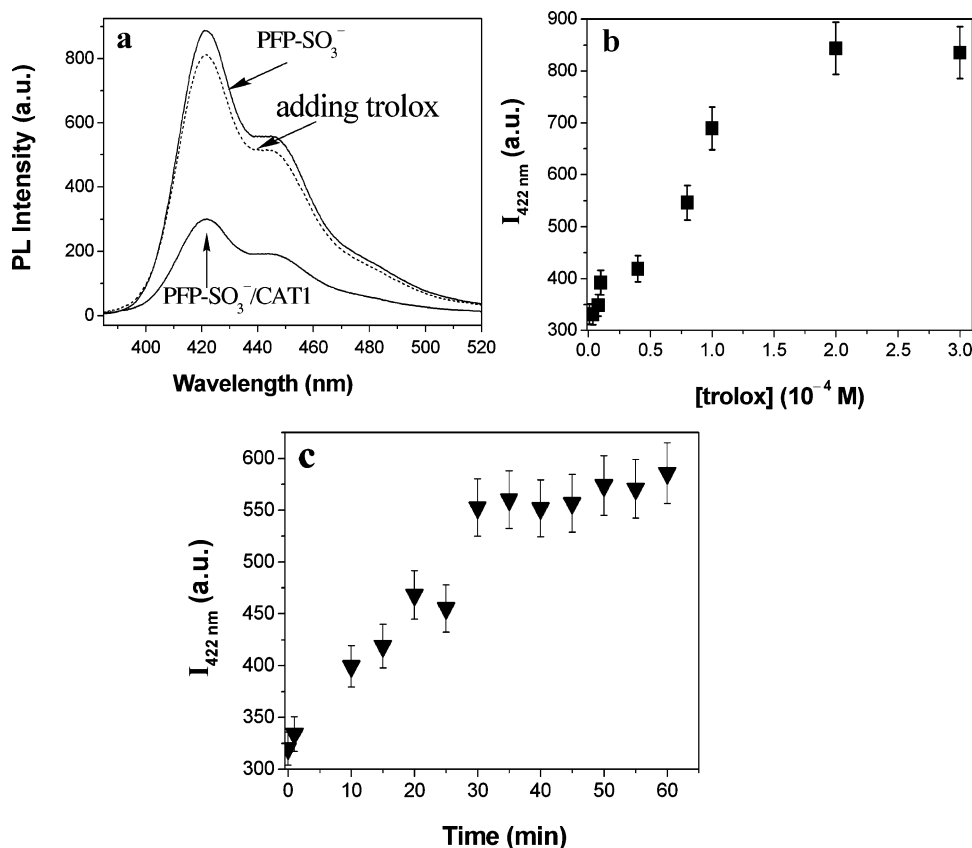 a
PFP-SO₃⁻
adding trolox
PFP-SO₃⁻/CAT1
PL Intensity (a.u.)
800
600
400
200
0
400 420 440 460 480 500 520
Wavelength (nm)
b
I₄₂₂ ₙₘ (a.u.)
900
800
700
600
500
400
300
0.0 0.5 1.0 1.5 2.0 2.5 3.0
[trolox] (10⁻⁴ M)
c
I₄₂₂ ₙₘ (a.u.)
600
550
500
450
400
350
300
0 10 20 30 40 50 60
Time (min)